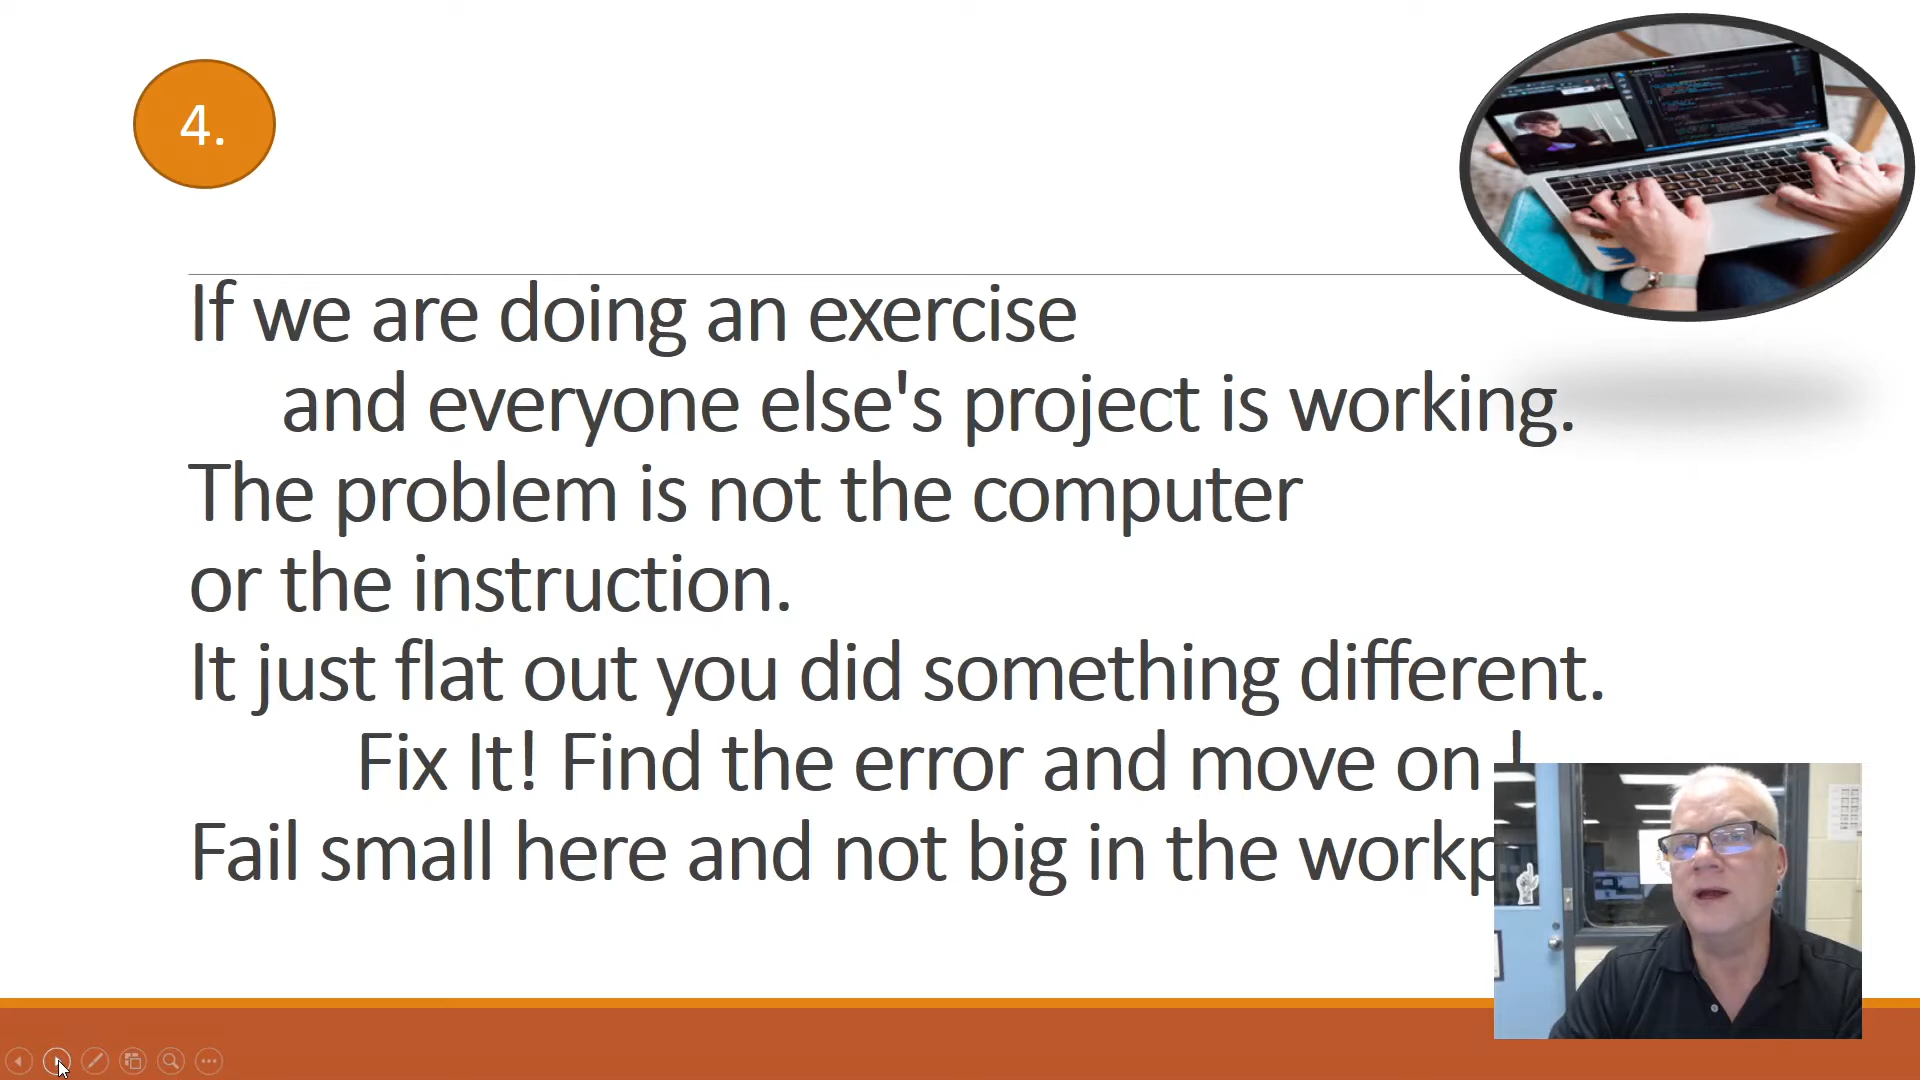 4.
If we are doing an exercise
and everyone else's project is working.
The problem is not the computer
or the instruction.
It just flat out you did something different.
Fix It! Find the error and move on !
Fail small here and not big in the